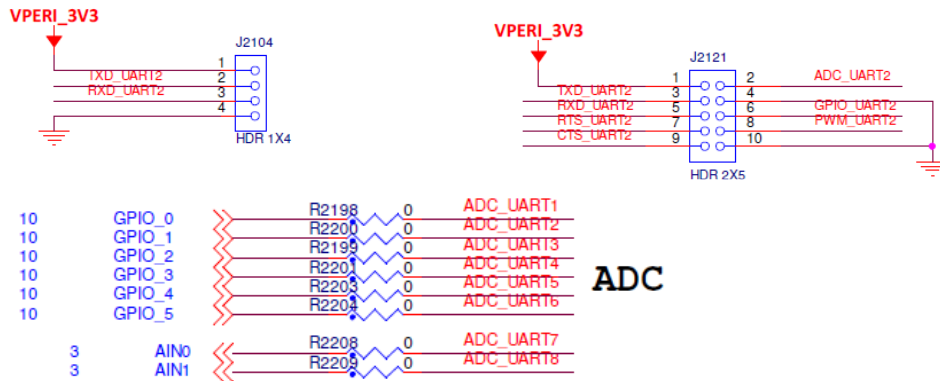 VPERI_3V3
J2104
1
TXD_UART2
2
RXD_UART2
3
4
HDR 1X4
VPERI_3V3
J2121
1 2 ADC_UART2
TXD_UART2 3 4
RXD_UART2 5 6 GPIO_UART2
RTS_UART2 7 8 PWM_UART2
CTS_UART2 9 10
HDR 2X5
10 GPIO_0 R2198 0 ADC_UART1
10 GPIO_1 R2200 0 ADC_UART2
10 GPIO_2 R2199 0 ADC_UART3
10 GPIO_3 R2201 0 ADC_UART4
10 GPIO_4 R2203 0 ADC_UART5
10 GPIO_5 R2204 0 ADC_UART6
ADC
3 AIN0 R2208 0 ADC_UART7
3 AIN1 R2209 0 ADC_UART8